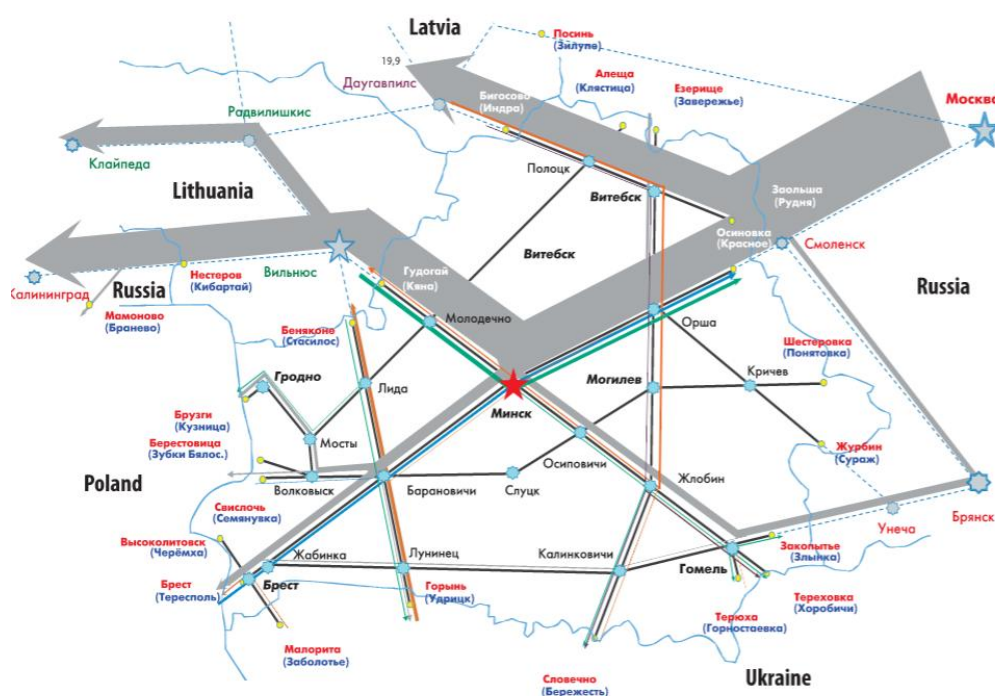 Latvia
Посинь
(Зилупе)
19,9
Алеща
(Клястица)
Даугавпилс
Бигосово
(Индра)
Езерище
(Завережье)
Москва
Радвилишкис
Клайпеда
Полоцк
Витебск
Заольша
(Рудня)
Lithuania
Осиновка
(Красное)
Смоленск
Витебск
Гудогай
(Кяна)
Вильнюс
Нестеров
(Кибартай)
Калининград
Russia
Russia
Мамоново
(Бранево)
Беняконе
(Стасилос)
Молодечно
Орша
Шестеровка
(Понятовка)
Гродно
Лида
Минск
Могилев
Кричев
Брузги
(Кузница)
Берестовица
(Зубки Бялос.)
Мосты
Журбин
(Сураж)
Осиповичи
Poland
Волковыск
Барановичи
Слуцк
Жлобин
Брянск
Свислочь
(Семянувка)
Унеча
Высоколитовск
(Черёмха)
Жабинка
Лунинец
Калинковичи
Гомель
Закопытье
(Злынка)
Брест
(Тересполь)
Брест
Горынь
(Удрицк)
Тереховка
(Хоробичи)
Терюха
(Горностаевка)
Малорита
(Заболотье)
Словечно
(Бережесть)
Ukraine